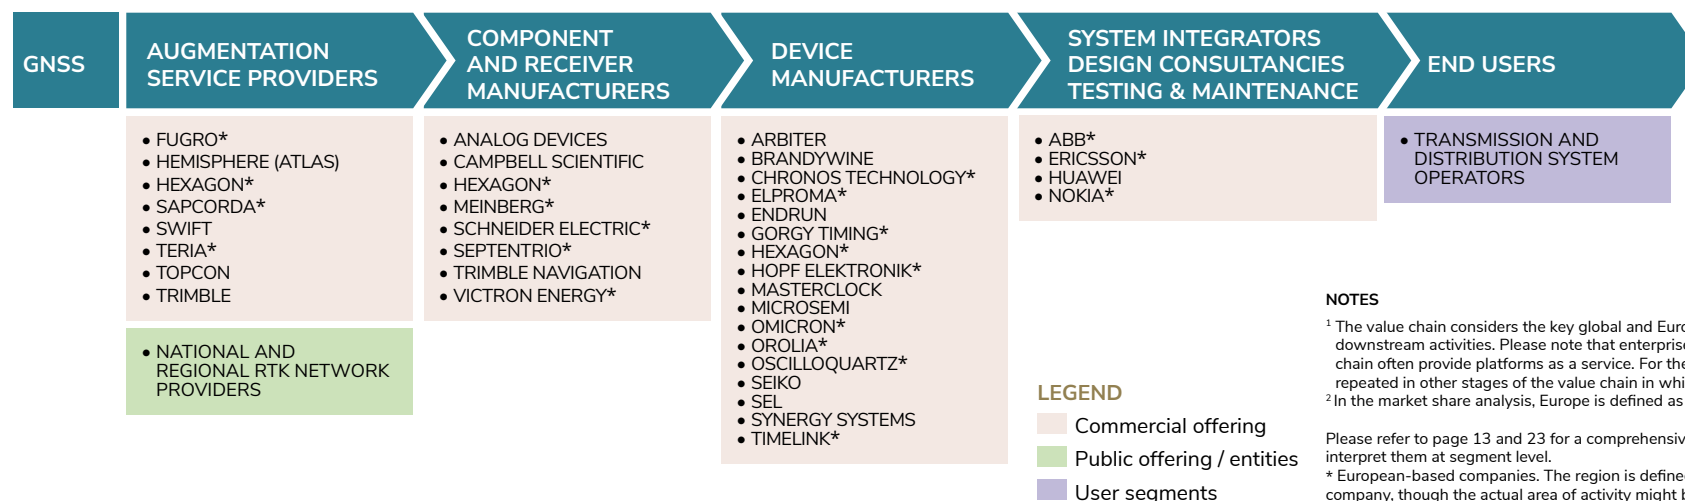 GNSS
AUGMENTATION
SERVICE PROVIDERS
COMPONENT
AND RECEIVER
MANUFACTURERS
DEVICE
MANUFACTURERS
SYSTEM INTEGRATORS
DESIGN CONSULTANCIES
TESTING & MAINTENANCE
END USERS
• FUGRO*
• HEMISPHERE (ATLAS)
• HEXAGON*
• SAPCORDA*
• SWIFT
• TERIA*
• TOPCON
• TRIMBLE
• NATIONAL AND
REGIONAL RTK NETWORK
PROVIDERS
• ANALOG DEVICES
• CAMPBELL SCIENTIFIC
• HEXAGON*
• MEINBERG*
• SCHNEIDER ELECTRIC*
• SEPTENTRIO*
• TRIMBLE NAVIGATION
• VICTRON ENERGY*
• ARBITER
• BRANDYWINE
• CHRONOS TECHNOLOGY*
• ELPROMA*
• ENDRUN
• GORGY TIMING*
• HEXAGON*
• HOPF ELEKTRONIK*
• MASTERCLOCK
• MICROSEMI
• OMICRON*
• OROLIA*
• OSCILLOQUARTZ*
• SEIKO
• SEL
• SYNERGY SYSTEMS
• TIMELINK*
• ABB*
• ERICSSON*
• HUAWEI
• NOKIA*
• TRANSMISSION AND
DISTRIBUTION SYSTEM
OPERATORS
LEGEND
Commercial offering
Public offering / entities
User segments
NOTES
1 The value chain considers the key global and
downstream activities. Please note that
chain often provide platforms as a service. For
repeated in other stages of the value chain in
2 In the market share analysis, Europe is defined as
Please refer to page 13 and 23 for a
interpret them at segment level.
* European-based companies. The region is
company, though the actual area of activity might